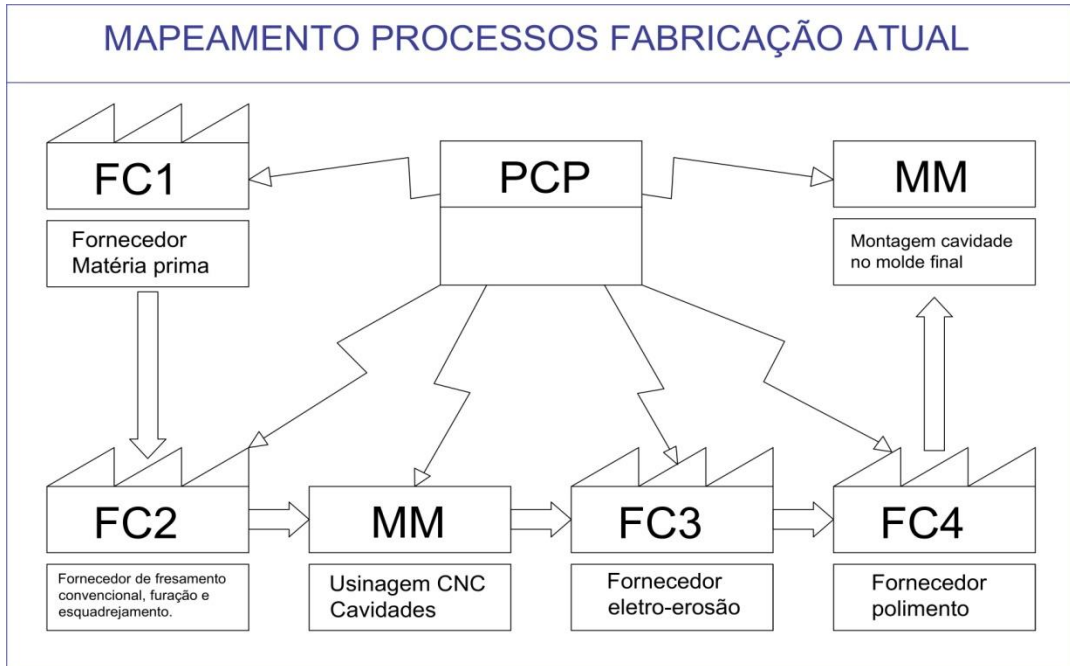 MAPEAMENTO PROCESSOS FABRICAÇÃO ATUAL
FC1
Fornecedor
Matéria prima
PCP
MM
Montagem cavidade
no molde final
FC2
Fornecedor de fresamento
convencional, furação e
esquadrejamento.
MM
Usinagem CNC
Cavidades
FC3
Fornecedor
eletro-erosão
FC4
Fornecedor
polimento